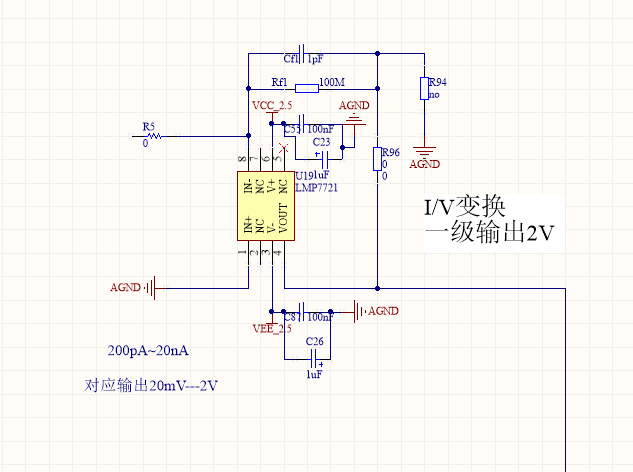 Cf1 1pF
Rf1 100M
R94
no
VCC_2.5 AGND
C53 100nF
R5
0
C23
1uF
R96
0
0
AGND
8 7 6 5
IN- NC V+ NC
U19
LMP7721
IN+ NC V- VOUT
1 2 3 4
I/V变换
一级输出2V
AGND
C87 100nF
AGND
VEE_2.5
C26
1uF
200pA~20nA
对应输出20mV---2V